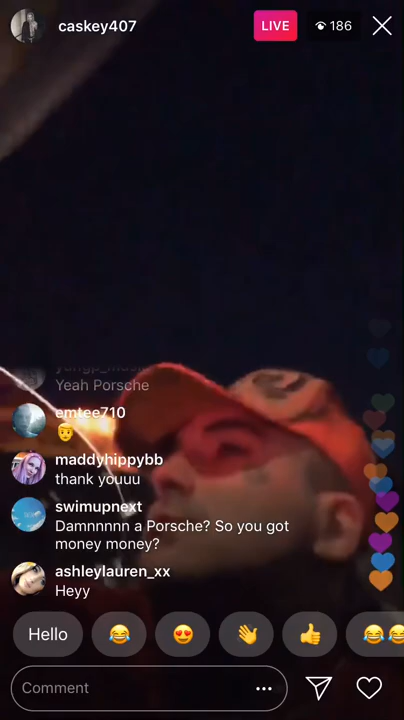 caskey407
LIVE
186
Yeah Porsche
emtee710
maddyhippybb
thank youuu
swimupnext
Damnnnnn a Porsche? So you got
money money?
ashleylauren_xx
Heyy
Hello
Comment